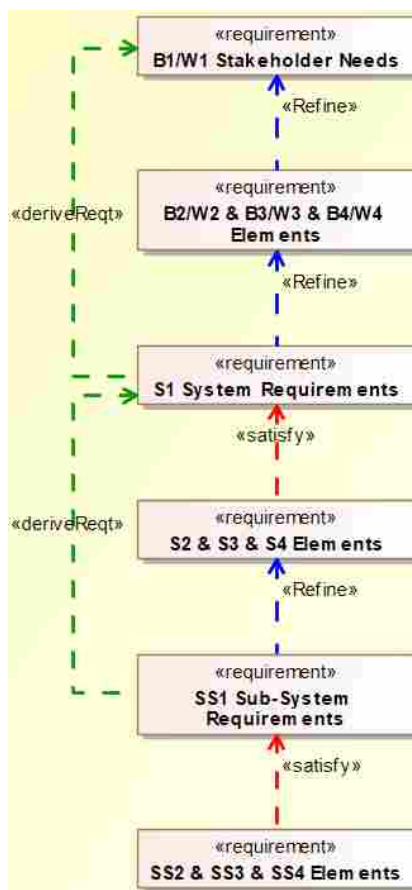 «requirement»
B1/W1 Stakeholder Needs
«Refine»
«requirement»
«deriveReqt»
B2/W2 & B3/W3 & B4/W4
Elements
«Refine»
«requirement»
S1 System Requirements
«satisfy»
«deriveReqt»
«requirement»
S2 & S3 & S4 Elements
«Refine»
«requirement»
SS1 Sub-System
Requirements
«satisfy»
«requirement»
SS2 & SS3 & SS4 Elements